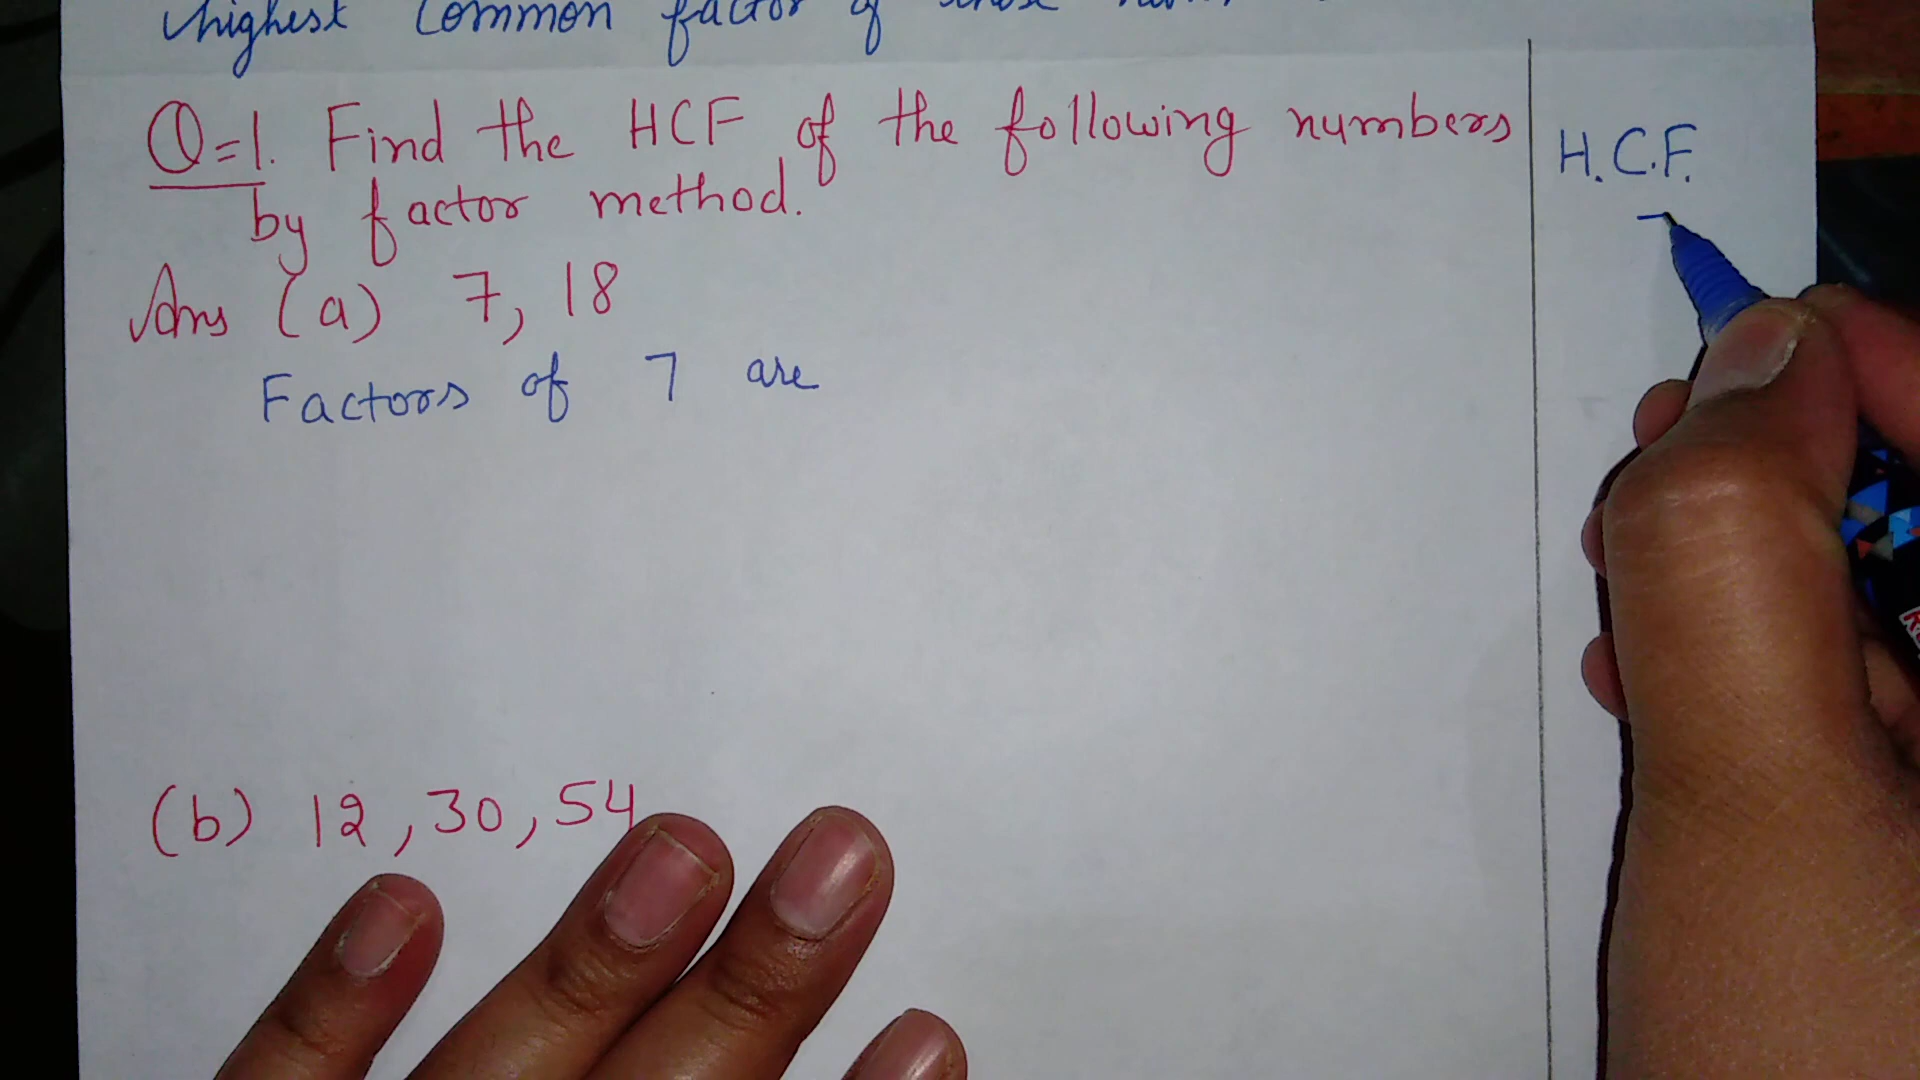 highest common factor of
Q=1. Find the HCF of the following numbers
by factor method.
Ans (a) 7, 18
Factors of 7 are
(b) 12, 30, 54
H.C.F.